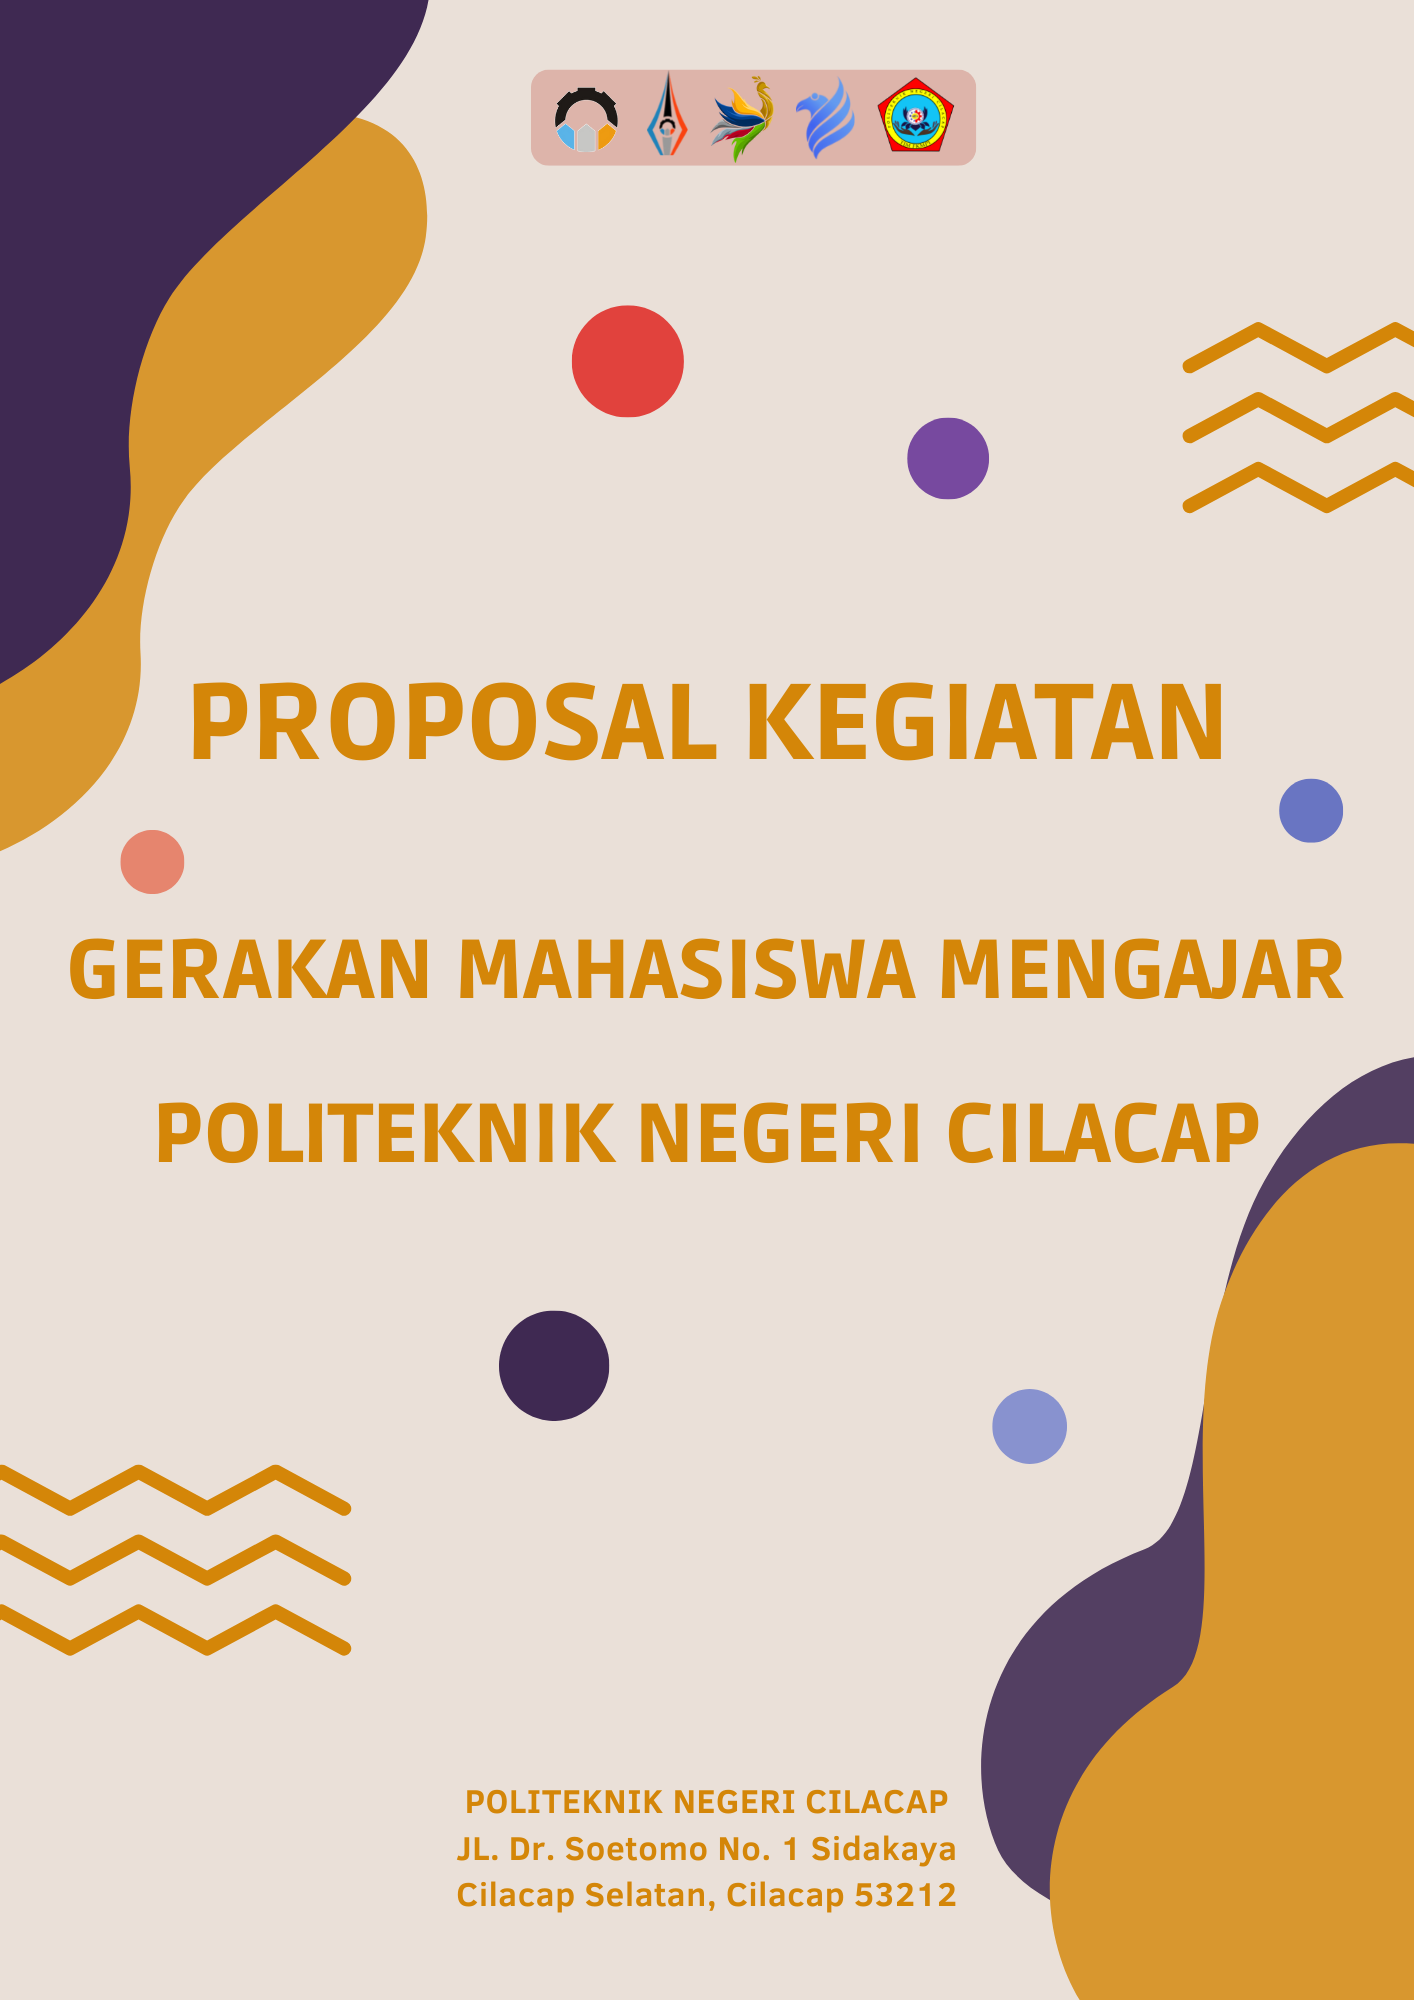 PROPOSAL KEGIATAN
GERAKAN MAHASISWA MENGAJAR
POLITEKNIK NEGERI CILACAP
POLITEKNIK NEGERI CILACAP
JL. Dr. Soetomo No. 1 Sidakaya
Cilacap Selatan, Cilacap 53212